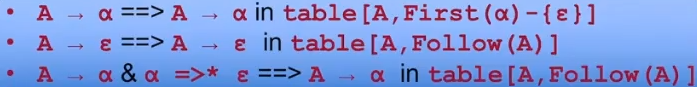 • A → α ==> A → α in table[A,First(α)-{ε}]
• A → ε ==> A → ε in table[A,Follow(A)]
• A → α & α =>* ε ==> A → α in table[A,Follow(A)]